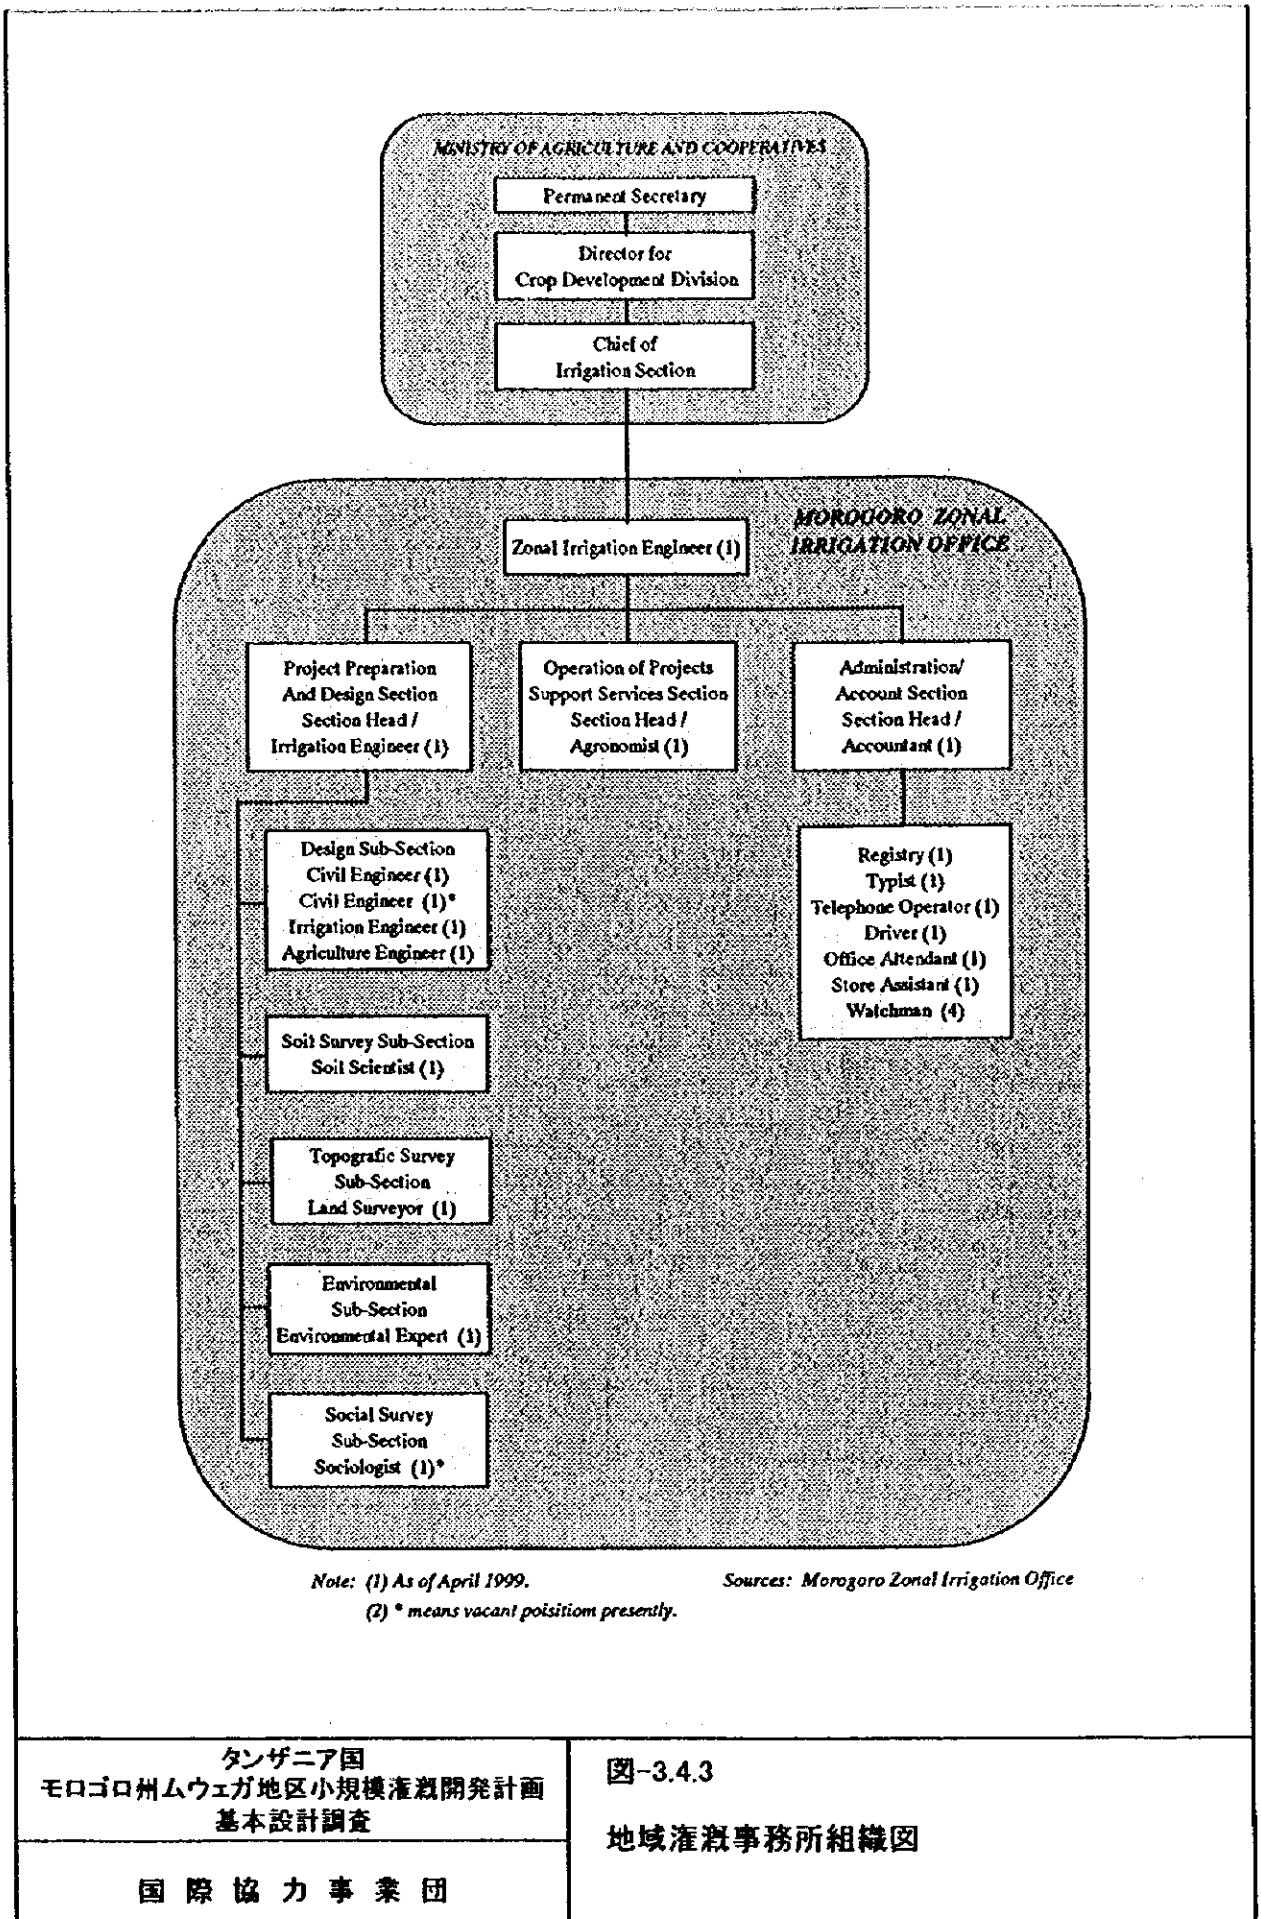 MINISTRY OF AGRICULTURE AND COOPERATIVES
Permanent Secretary
Director for
Crop Development Division
Chief of
Irrigation Section
MOROGORO ZONAL
IRRIGATION OFFICE
Zonal Irrigation Engineer (1)
Project Preparation
And Design Section
Section Head /
Irrigation Engineer (1)
Operation of Projects
Support Services Section
Section Head /
Agronomist (1)
Administration/
Account Section
Section Head /
Accountant (1)
Design Sub-Section
Civil Engineer (1)
Civil Engineer (1)*
Irrigation Engineer (1)
Agriculture Engineer (1)
Soil Survey Sub-Section
Soil Scientist (1)
Topografic Survey
Sub-Section
Land Surveyor (1)
Environmental
Sub-Section
Environmental Expert (1)
Social Survey
Sub-Section
Sociologist (1)*
Registry (1)
Typist (1)
Telephone Operator (1)
Driver (1)
Office Attendant (1)
Store Assistant (1)
Watchman (4)
Note: (1) As of April 1999.
(2) * means vacant poisitiom presently.
Sources: Morogoro Zonal Irrigation Office
タンザニア国
モロゴロ州ムウェガ地区小規模灌漑開発計画
基本設計調査
国際協力事業団
図-3.4.3
地域灌漑事務所組織図